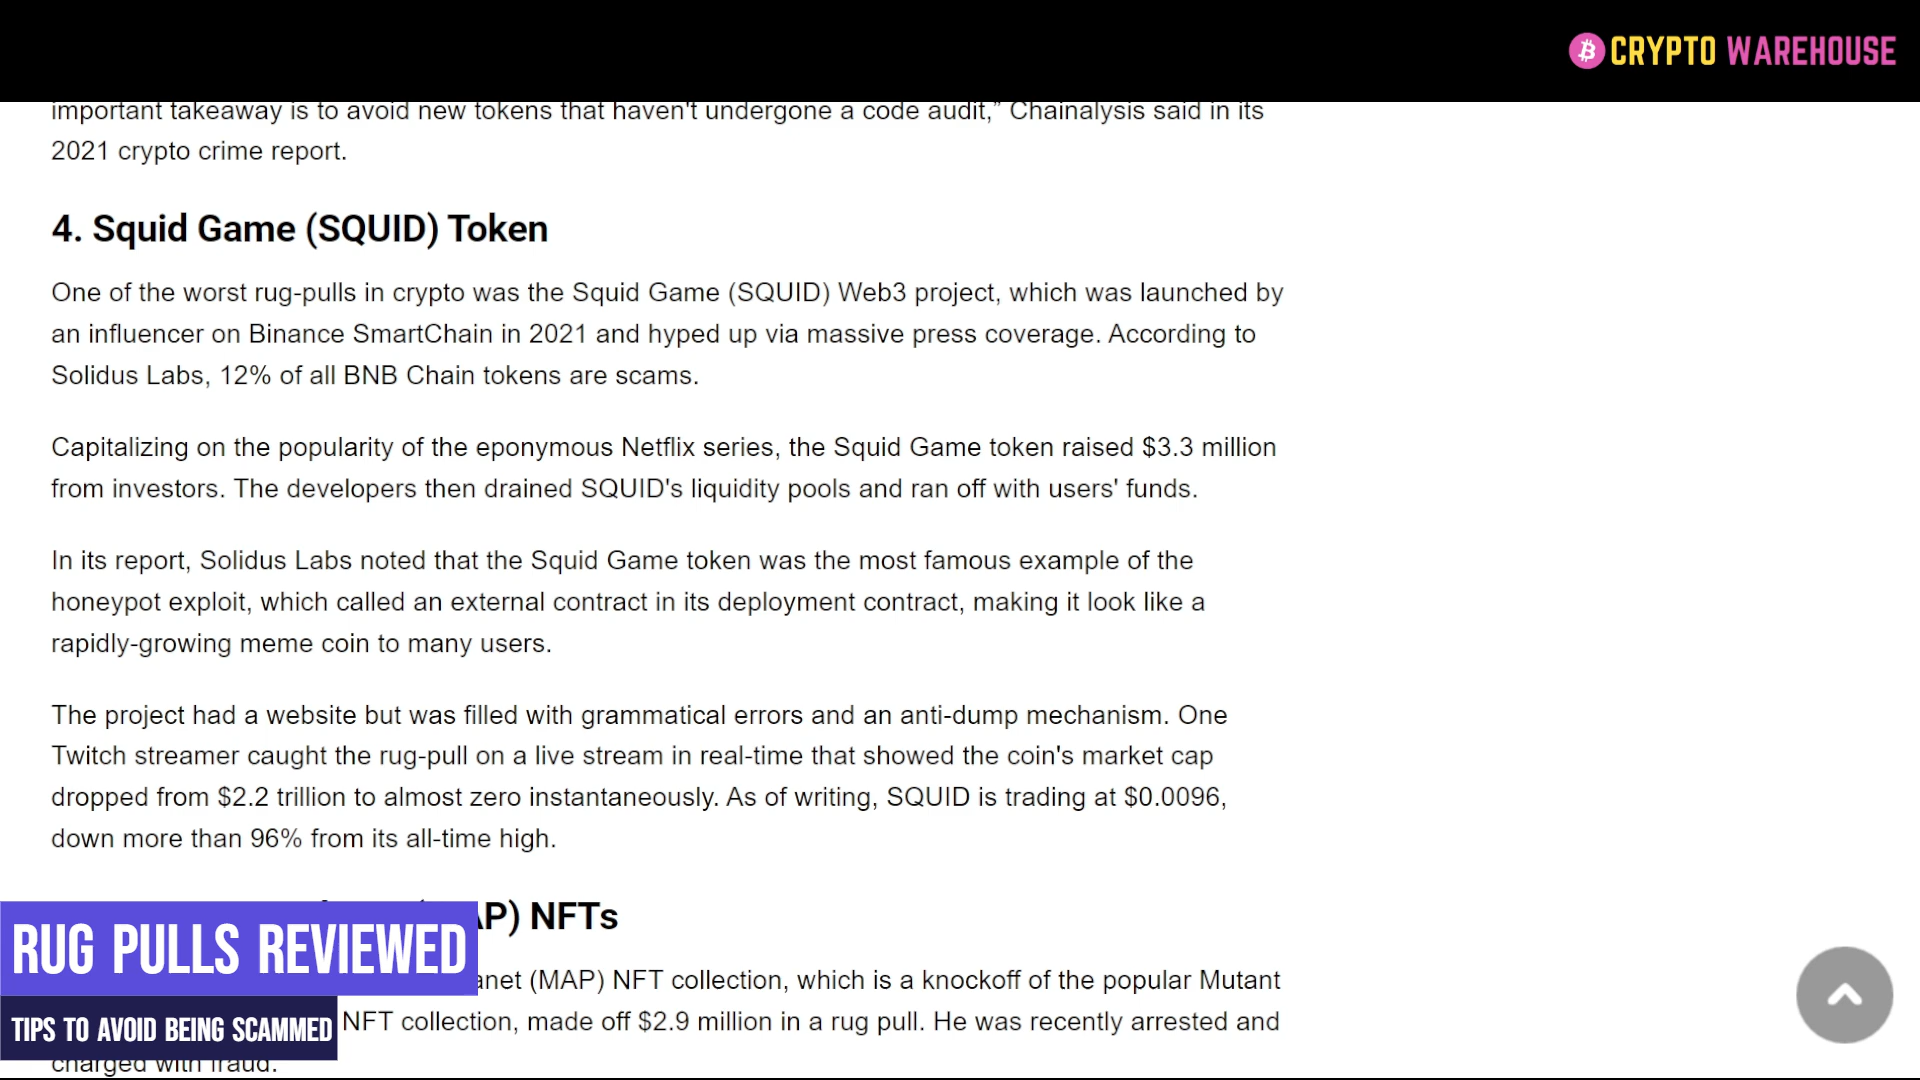 CRYPTO WAREHOUSE
important takeaway is to avoid new tokens that haven't undergone a code audit,” Chainalysis said in its
2021 crypto crime report.
4. Squid Game (SQUID) Token
One of the worst rug-pulls in crypto was the Squid Game (SQUID) Web3 project, which was launched by
an influencer on Binance SmartChain in 2021 and hyped up via massive press coverage. According to
Solidus Labs, 12% of all BNB Chain tokens are scams.
Capitalizing on the popularity of the eponymous Netflix series, the Squid Game token raised $3.3 million
from investors. The developers then drained SQUID's liquidity pools and ran off with users' funds.
In its report, Solidus Labs noted that the Squid Game token was the most famous example of the
honeypot exploit, which called an external contract in its deployment contract, making it look like a
rapidly-growing meme coin to many users.
The project had a website but was filled with grammatical errors and an anti-dump mechanism. One
Twitch streamer caught the rug-pull on a live stream in real-time that showed the coin's market cap
dropped from $2.2 trillion to almost zero instantaneously. As of writing, SQUID is trading at $0.0096,
down more than 96% from its all-time high.
AP) NFTs
RUG PULLS REVIEWED
anet (MAP) NFT collection, which is a knockoff of the popular Mutant
TIPS TO AVOID BEING SCAMMED
NFT collection, made off $2.9 million in a rug pull. He was recently arrested and
charged with fraud.